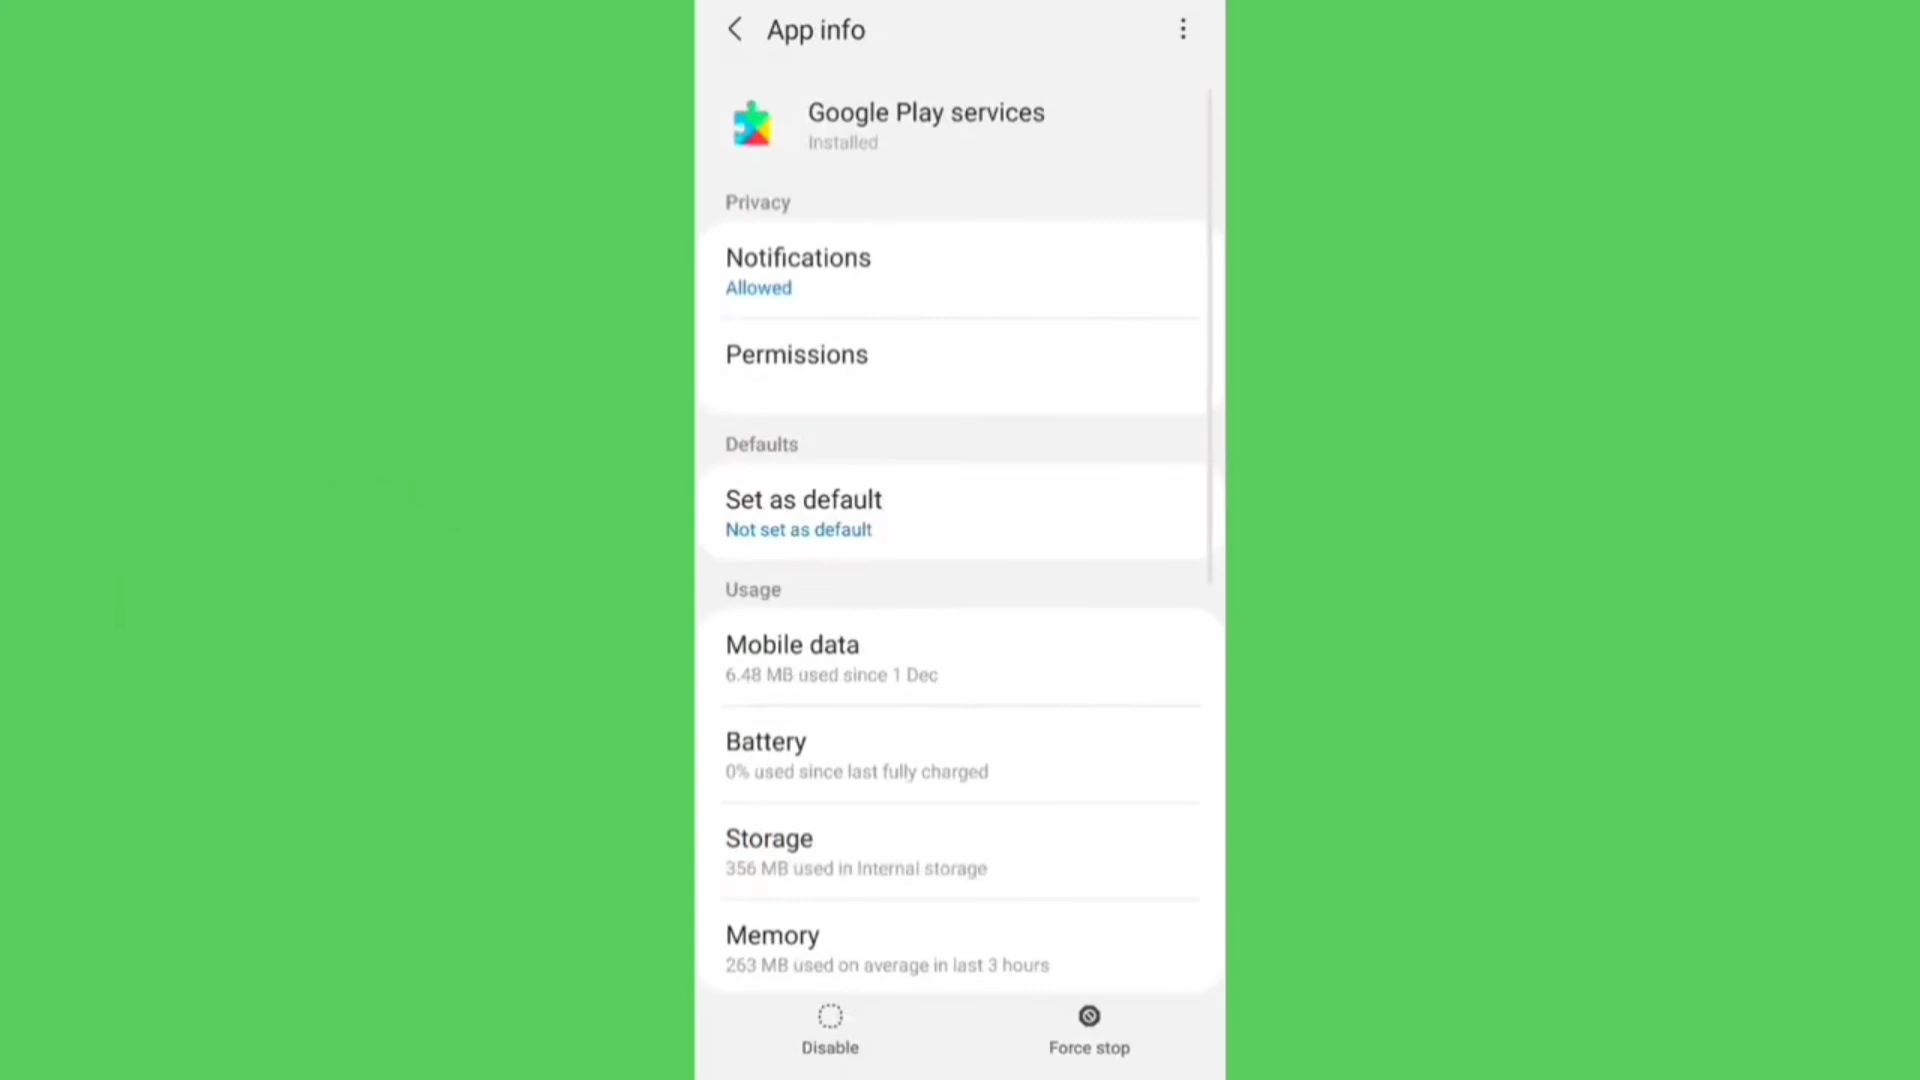 App info
Google Play services
Installed
Privacy
Notifications
Allowed
Permissions
Defaults
Set as default
Not set as default
Usage
Mobile data
6.48 MB used since 1 Dec
Battery
0% used since last fully charged
Storage
356 MB used in Internal storage
Memory
263 MB used on average in last 3 hours
Disable
Force stop